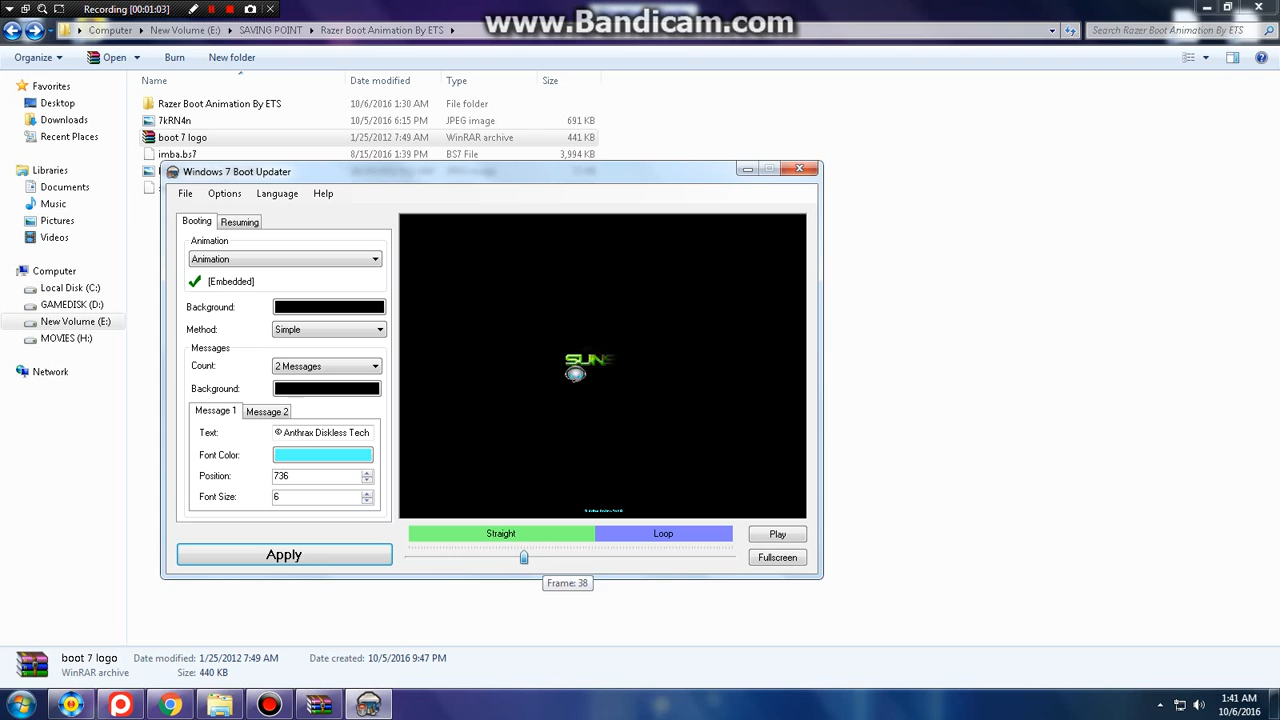 Recording [00:01:03]
www.Bandicam.com
Computer New Volume (E:) SAVING POINT Razer Boot Animation By ETS
Search Razer Boot Animation By ETS
Organize Open Burn New folder
Name Date modified Type Size
Favorites
Desktop
Downloads
Recent Places
Libraries
Documents
Music
Pictures
Videos
Computer
Local Disk (C:)
GAMEDISK (D:)
New Volume (E:)
MOVIES (H:)
Network
Razer Boot Animation By ETS 10/6/2016 1:30 AM File folder
7kRN4n 10/5/2016 6:15 PM JPEG image 691 KB
boot 7 logo 1/25/2012 7:49 AM WinRAR archive 441 KB
imba.bs7 8/15/2016 1:39 PM BS7 File 3,994 KB
Windows 7 Boot Updater
File Options Language Help
Booting Resuming
Animation
Animation
[Embedded]
Background:
Method: Simple
Messages
Count: 2 Messages
Background:
Message 1 Message 2
Text: © Anthrax Diskless Tech
Font Color:
Position: 736
Font Size: 6
Apply
SUNS
Straight Loop
Play
Fullscreen
Frame: 38
boot 7 logo Date modified: 1/25/2012 7:49 AM Date created: 10/5/2016 9:47 PM
WinRAR archive Size: 440 KB
1:41 AM
10/6/2016